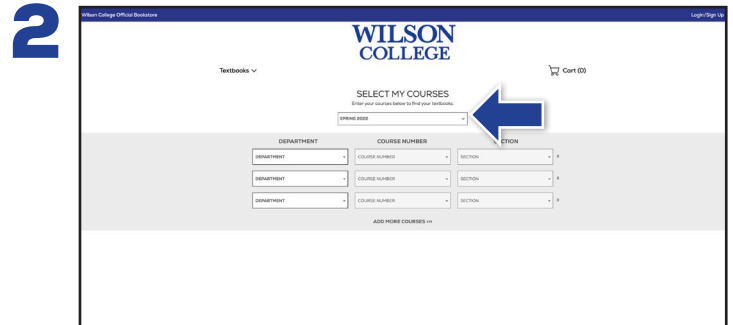 2
Wilson College Official Bookstore Login/Sign Up
WILSON
COLLEGE
Textbooks Cart (0)
SELECT MY COURSES
Enter your courses below to find your textbooks.
SPRING 2022
DEPARTMENT COURSE NUMBER CTION
DEPARTMENT COURSE NUMBER SECTION X
DEPARTMENT COURSE NUMBER SECTION X
DEPARTMENT COURSE NUMBER SECTION X
ADD MORE COURSES >>